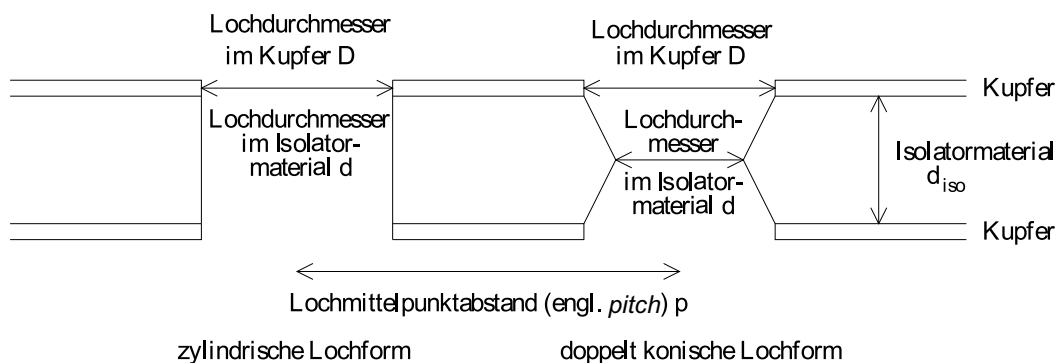 Lochdurchmesser
im Kupfer D
Lochdurchmesser
im Kupfer D
Kupfer
Lochdurchmesser
im Isolator-
material d
Lochdurch-
messer
im Isolator-
material d
Isolatormaterial
diso
Kupfer
Lochmittelpunktabstand (engl. pitch) p
zylindrische Lochform
doppelt konische Lochform